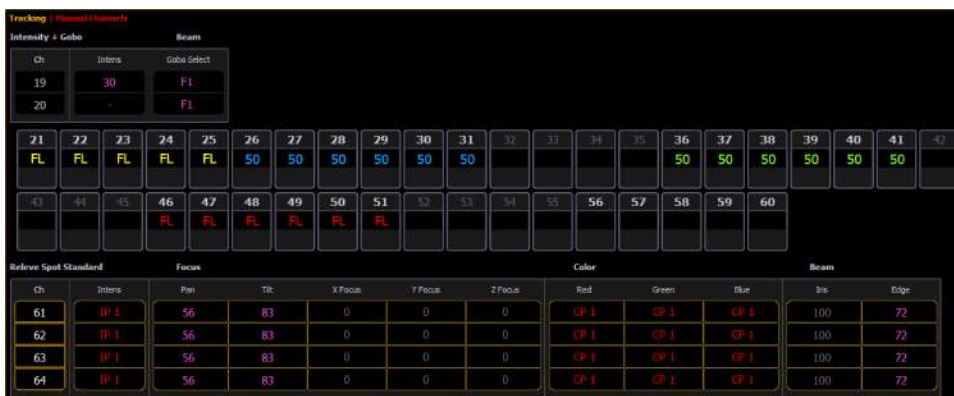 Tracking | Manual Channels
Intensity + Gobo Beam
Ch Intens Gobo Select
19 30 F1
20 - F1
21 22 23 24 25 26 27 28 29 30 31 32 33 34 35 36 37 38 39 40 41 42
FL FL FL FL FL 50 50 50 50 50 50 50 50 50 50 50 50
43 44 45 46 47 48 49 50 51 52 53 54 55 56 57 58 59 60
FL FL FL FL FL FL
Releve Spot Standard Focus Color Beam
Ch Intens Pan Tilt X Focus Y Focus Z Focus Red Green Blue Iris Edge
61 IP 1 56 83 0 0 0 CP 1 CP 1 CP 1 100 72
62 IP 1 56 83 0 0 0 CP 1 CP 1 CP 1 100 72
63 IP 1 56 83 0 0 0 CP 1 CP 1 CP 1 100 72
64 IP 1 56 83 0 0 0 CP 1 CP 1 CP 1 100 72